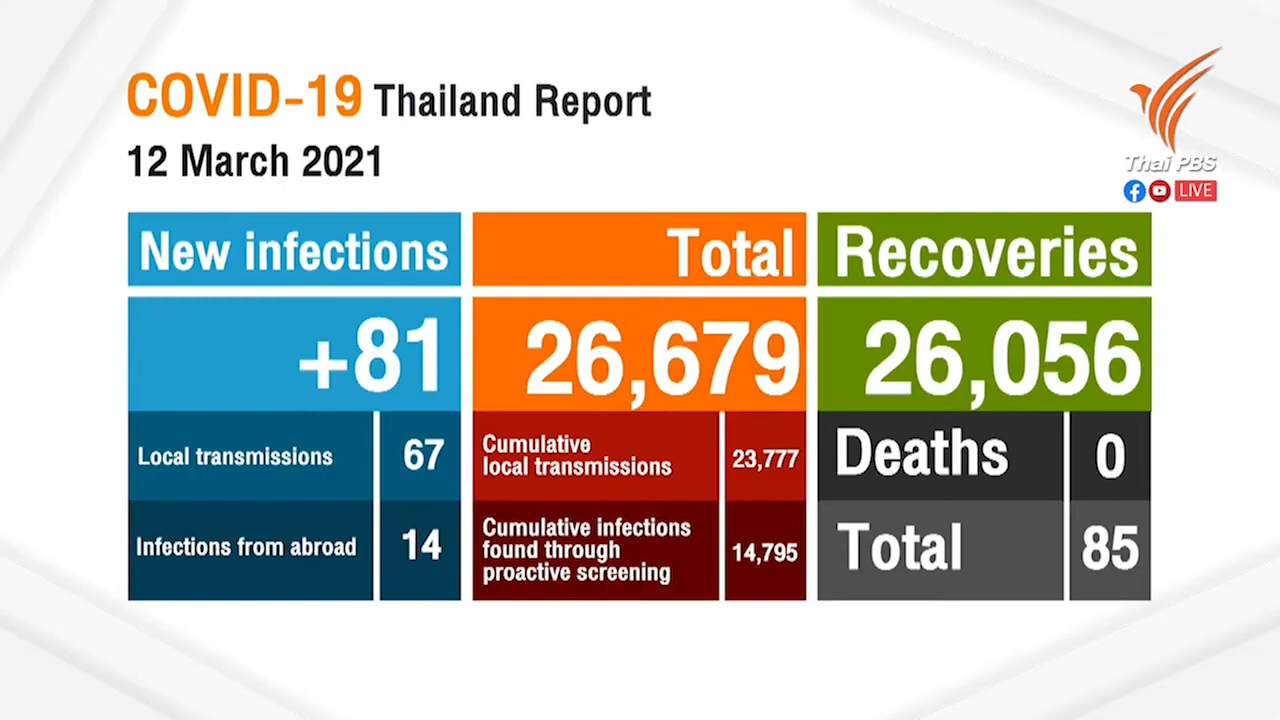 COVID-19 Thailand Report
12 March 2021
Thai PBS
LIVE
New infections
+81
Local transmissions 67
Infections from abroad 14
Total
26,679
Cumulative
local transmissions 23,777
Cumulative infections
found through
proactive screening 14,795
Recoveries
26,056
Deaths 0
Total 85